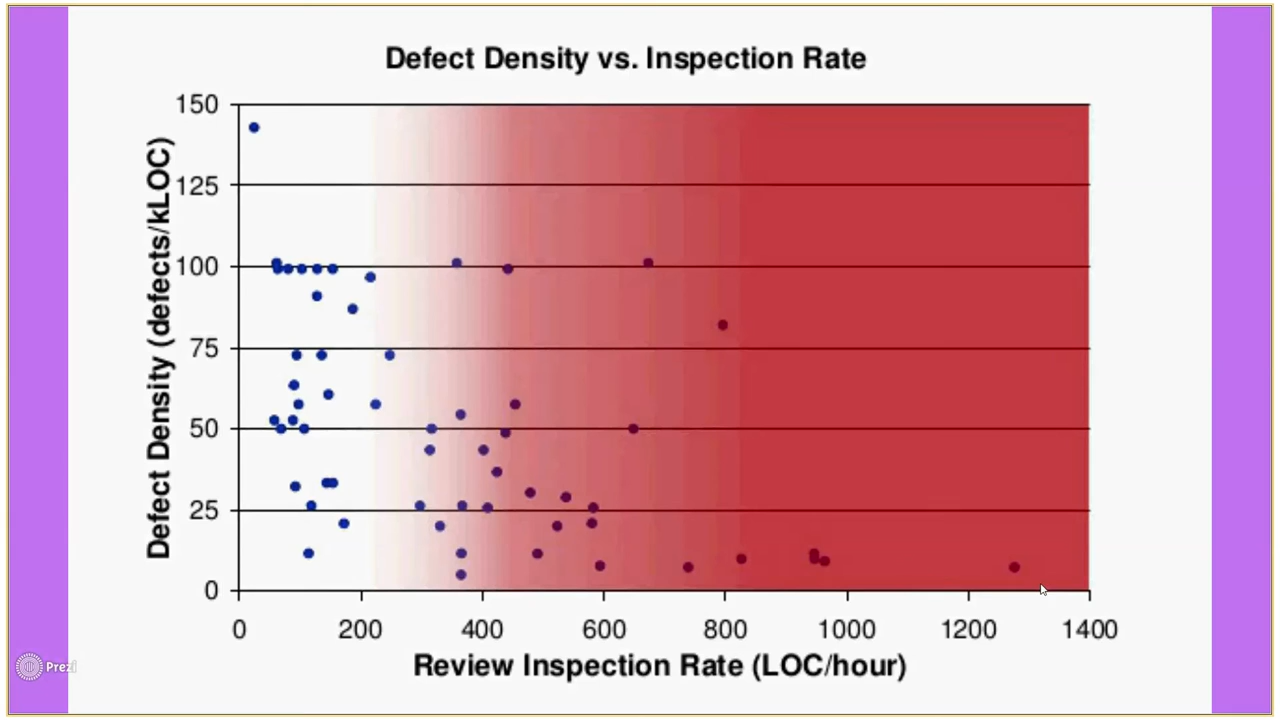 Defect Density vs. Inspection Rate
150
125
100
75
50
25
0
Defect Density (defects/kLOC)
0 200 400 600 800 1000 1200 1400
Review Inspection Rate (LOC/hour)
Prezi